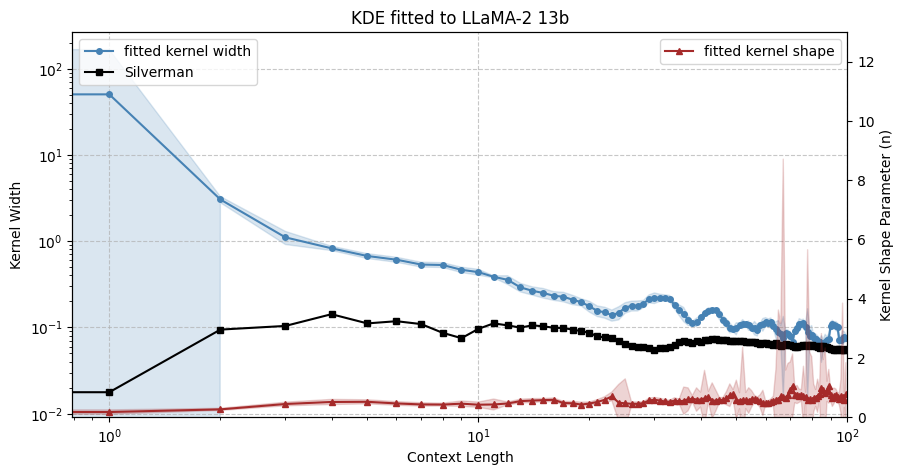 KDE fitted to LLaMA-2 13b
fitted kernel width
Silverman
fitted kernel shape
Kernel Width
10²
10¹
10⁰
10⁻¹
10⁻²
12
10
8
6
4
2
0
Kernel Shape Parameter (n)
10⁰
10¹
10²
Context Length